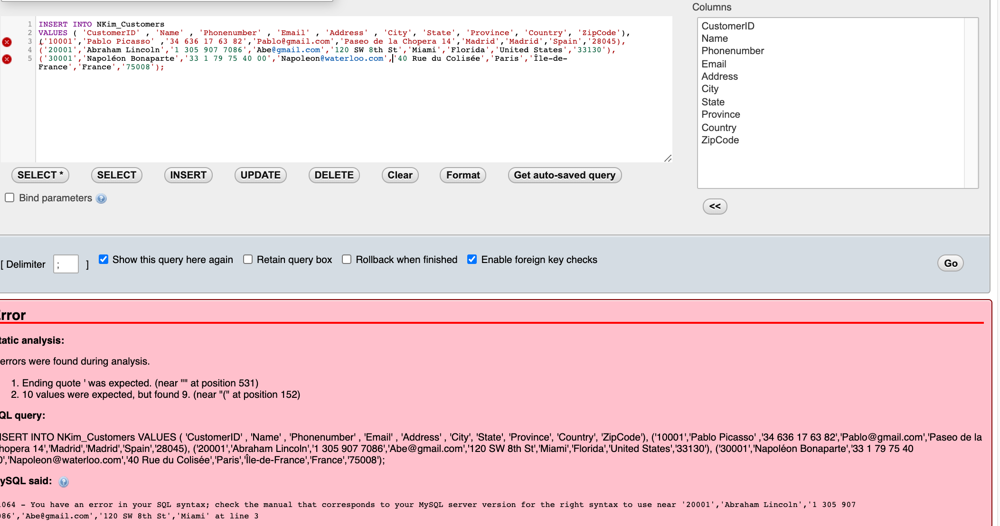 Columns
1 INSERT INTO NKim_Customers
2 VALUES ( 'CustomerID' , 'Name' , 'Phonenumber' , 'Email' , 'Address' , 'City', 'State', 'Province', 'Country', 'ZipCode'),
3 ('10001','Pablo Picasso' ,'34 636 17 63 82','Pablo@gmail.com','Paseo de la Chopera 14','Madrid','Madrid','Spain','28045),
4 ('20001','Abraham Lincoln','1 305 907 7086','Abe@gmail.com','120 SW 8th St','Miami','Florida','United States','33130'),
5 ('30001','Napoléon Bonaparte','33 1 79 75 40 00','Napoleon@waterloo.com','40 Rue du Colisée','Paris','Île-de-
France','France','75008');
CustomerID
Name
Phonenumber
Email
Address
City
State
Province
Country
ZipCode
SELECT * SELECT INSERT UPDATE DELETE Clear Format Get auto-saved query
Bind parameters
<<
[ Delimiter ; ] Show this query here again Retain query box Rollback when finished Enable foreign key checks Go
rror
tatic analysis:
errors were found during analysis.
1. Ending quote ' was expected. (near "" at position 531)
2. 10 values were expected, but found 9. (near "(" at position 152)
QL query:
NSERT INTO NKim_Customers VALUES ( 'CustomerID' , 'Name' , 'Phonenumber' , 'Email' , 'Address' , 'City', 'State', 'Province', 'Country', 'ZipCode'), ('10001','Pablo Picasso' ,'34 636 17 63 82','Pablo@gmail.com','Paseo de la
hopera 14','Madrid','Madrid','Spain','28045), ('20001','Abraham Lincoln','1 305 907 7086','Abe@gmail.com','120 SW 8th St','Miami','Florida','United States','33130'), ('30001','Napoléon Bonaparte','33 1 79 75 40
0','Napoleon@waterloo.com','40 Rue du Colisée','Paris','Île-de-France','France','75008');
ySQL said:
1064 - You have an error in your SQL syntax; check the manual that corresponds to your MySQL server version for the right syntax to use near '20001','Abraham Lincoln','1 305 907
086','Abe@gmail.com','120 SW 8th St','Miami' at line 3